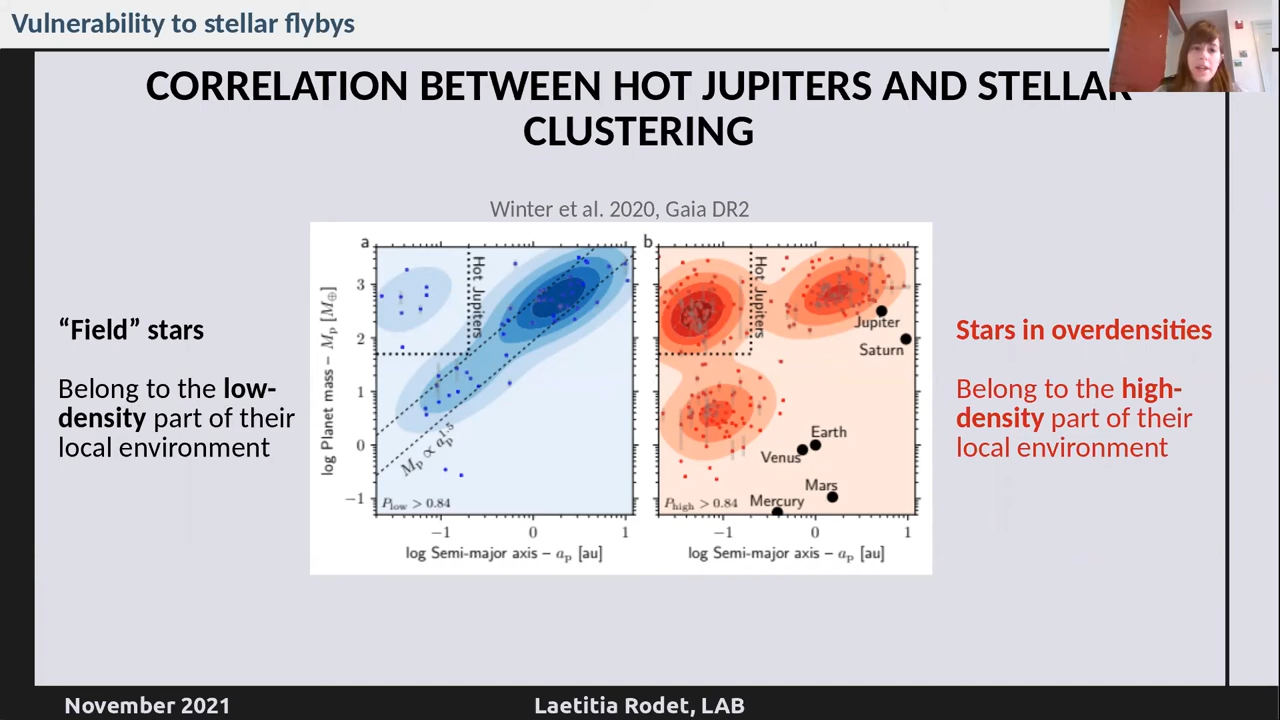 Vulnerability to stellar flybys
CORRELATION BETWEEN HOT JUPITERS AND STELLAR
CLUSTERING
Winter et al. 2020, Gaia DR2
“Field” stars
Belong to the low-
density part of their
local environment
a
Hot Jupiters
3
2
1
0
−1
log Planet mass − Mp [M⊕]
Mp ∝ ap^1.5
Plow > 0.84
−1 0 1
log Semi-major axis − ap [au]
b
Hot Jupiters
Jupiter
Saturn
Earth
Venus
Mars
Mercury
Phigh > 0.84
−1 0 1
log Semi-major axis − ap [au]
Stars in overdensities
Belong to the high-
density part of their
local environment
November 2021
Laetitia Rodet, LAB